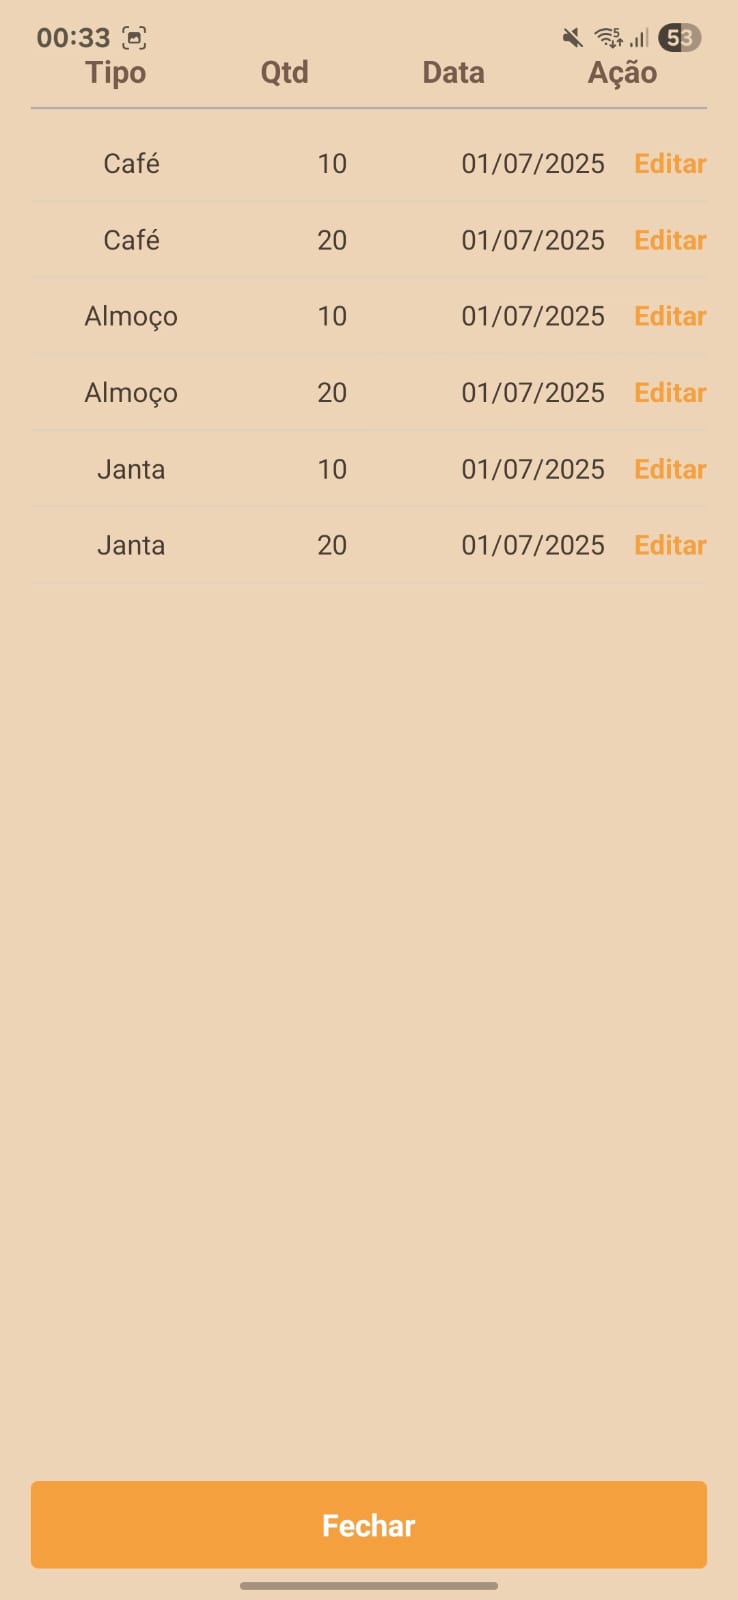 00:33 53
Tipo Qtd Data Ação
Café 10 01/07/2025 Editar
Café 20 01/07/2025 Editar
Almoço 10 01/07/2025 Editar
Almoço 20 01/07/2025 Editar
Janta 10 01/07/2025 Editar
Janta 20 01/07/2025 Editar
Fechar